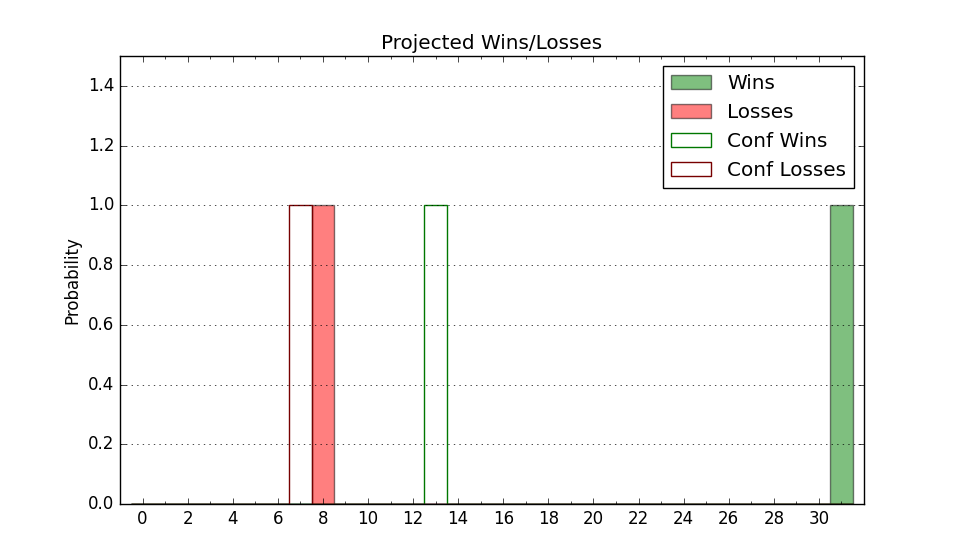 Projected Wins/Losses
Wins
Losses
Conf Wins
Conf Losses
Probability
1.4
1.2
1.0
0.8
0.6
0.4
0.2
0.0
0 2 4 6 8 10 12 14 16 18 20 22 24 26 28 30